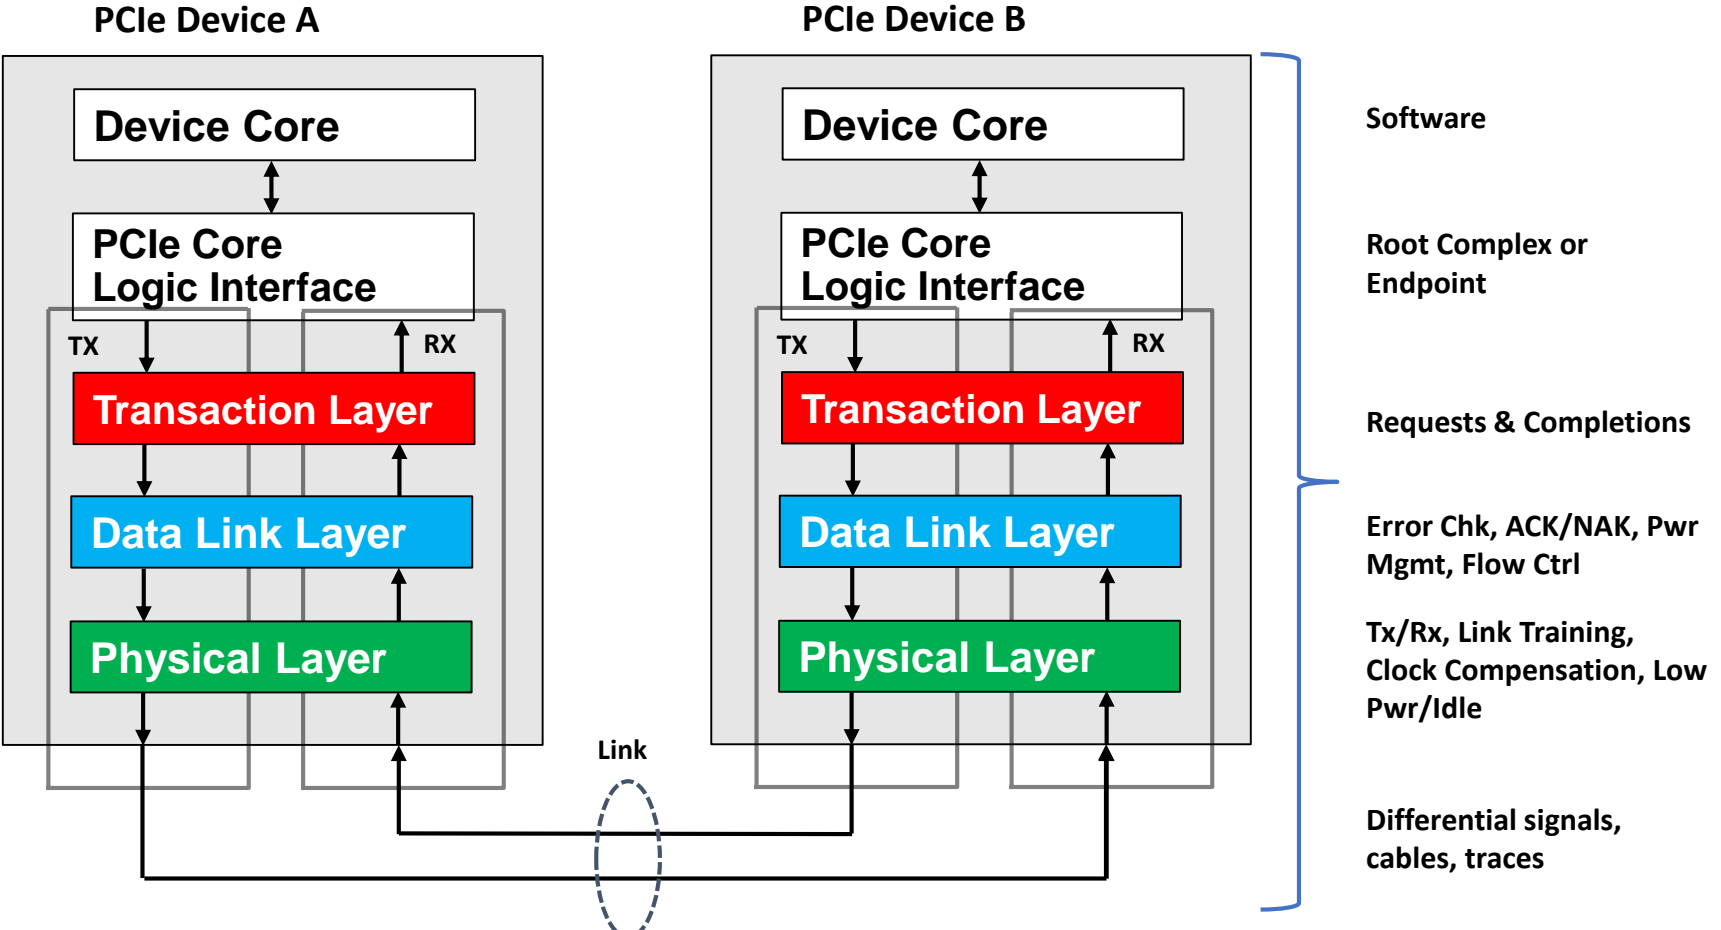 PCIe Device A
Device Core
PCIe Core
Logic Interface
TX
RX
Transaction Layer
Data Link Layer
Physical Layer
Link
PCIe Device B
Device Core
PCIe Core
Logic Interface
TX
RX
Transaction Layer
Data Link Layer
Physical Layer
Software
Root Complex or
Endpoint
Requests & Completions
Error Chk, ACK/NAK, Pwr
Mgmt, Flow Ctrl
Tx/Rx, Link Training,
Clock Compensation, Low
Pwr/Idle
Differential signals,
cables, traces